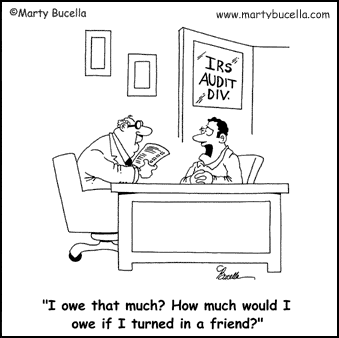 ©Marty Bucella
www.martybucella.com
IRS
AUDIT
DIV.
Bucella
"I owe that much? How much would I
owe if I turned in a friend?"